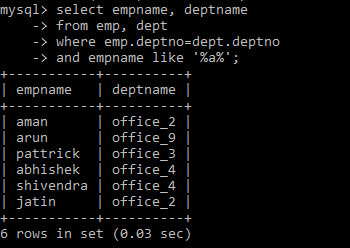 mysql> select empname, deptname
    -> from emp, dept
    -> where emp.deptno=dept.deptno
    -> and empname like '%a%';
+-----------+----------+
| empname   | deptname |
+-----------+----------+
| aman      | office_2 |
| arun      | office_9 |
| pattrick  | office_3 |
| abhishek  | office_4 |
| shivendra | office_4 |
| jatin     | office_2 |
+-----------+----------+
6 rows in set (0.03 sec)